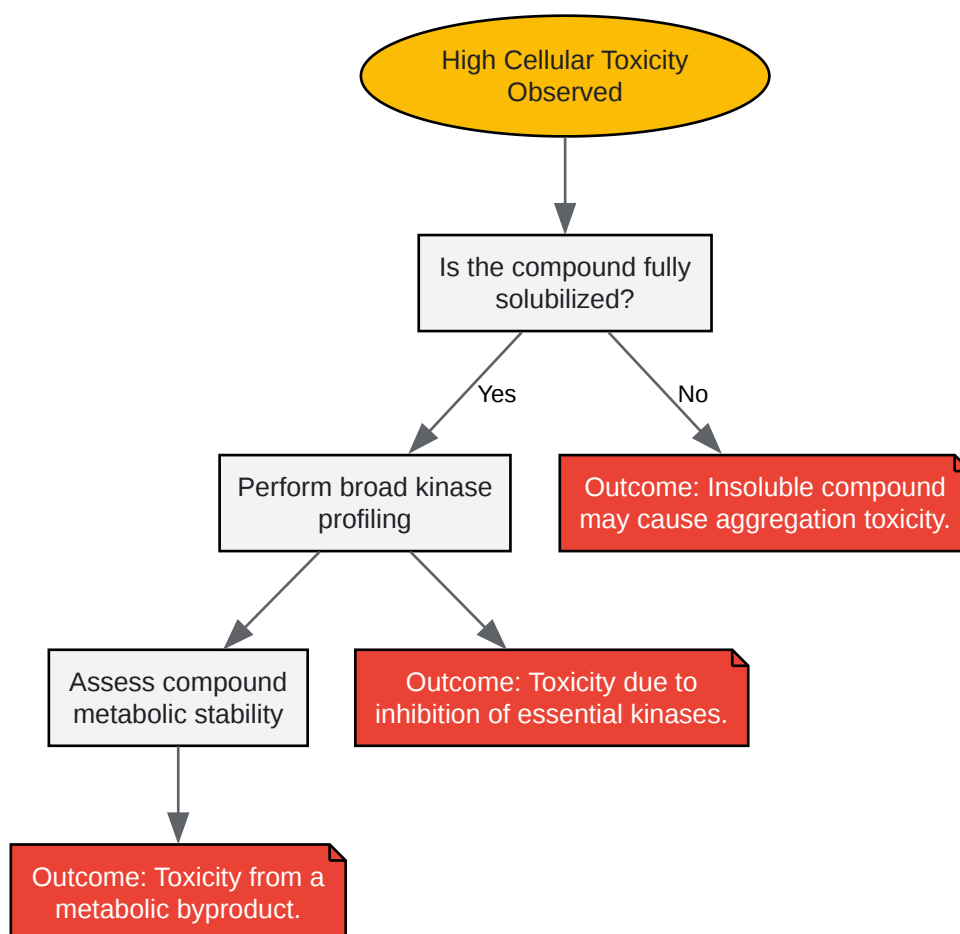 High Cellular Toxicity
Observed
Is the compound fully
solubilized?
Yes
No
Perform broad kinase
profiling
Outcome: Insoluble compound
may cause aggregation toxicity.
Assess compound
metabolic stability
Outcome: Toxicity due to
inhibition of essential kinases.
Outcome: Toxicity from a
metabolic byproduct.